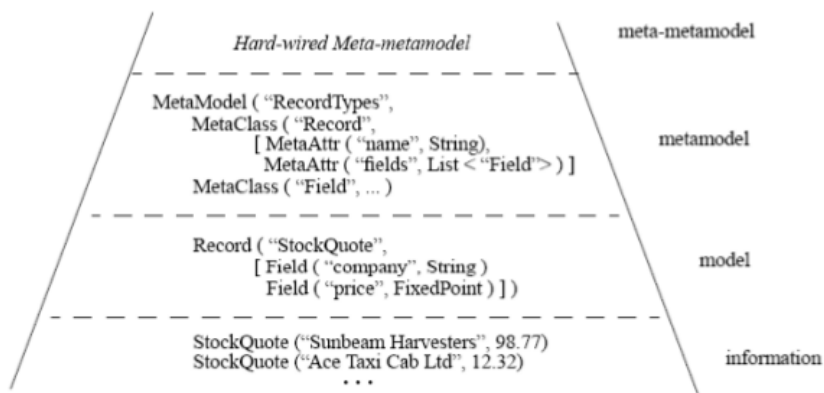 Hard-wired Meta-metamodel
meta-metamodel
MetaModel ( “RecordTypes”,
MetaClass ( “Record”,
[ MetaAttr ( “name”, String),
MetaAttr ( “fields”, List < “Field”> ) ]
MetaClass ( “Field”, ... )
metamodel
Record ( “StockQuote”,
[ Field ( “company”, String )
Field ( “price”, FixedPoint ) ] )
model
StockQuote (“Sunbeam Harvesters”, 98.77)
StockQuote (“Ace Taxi Cab Ltd”, 12.32)
• • •
information